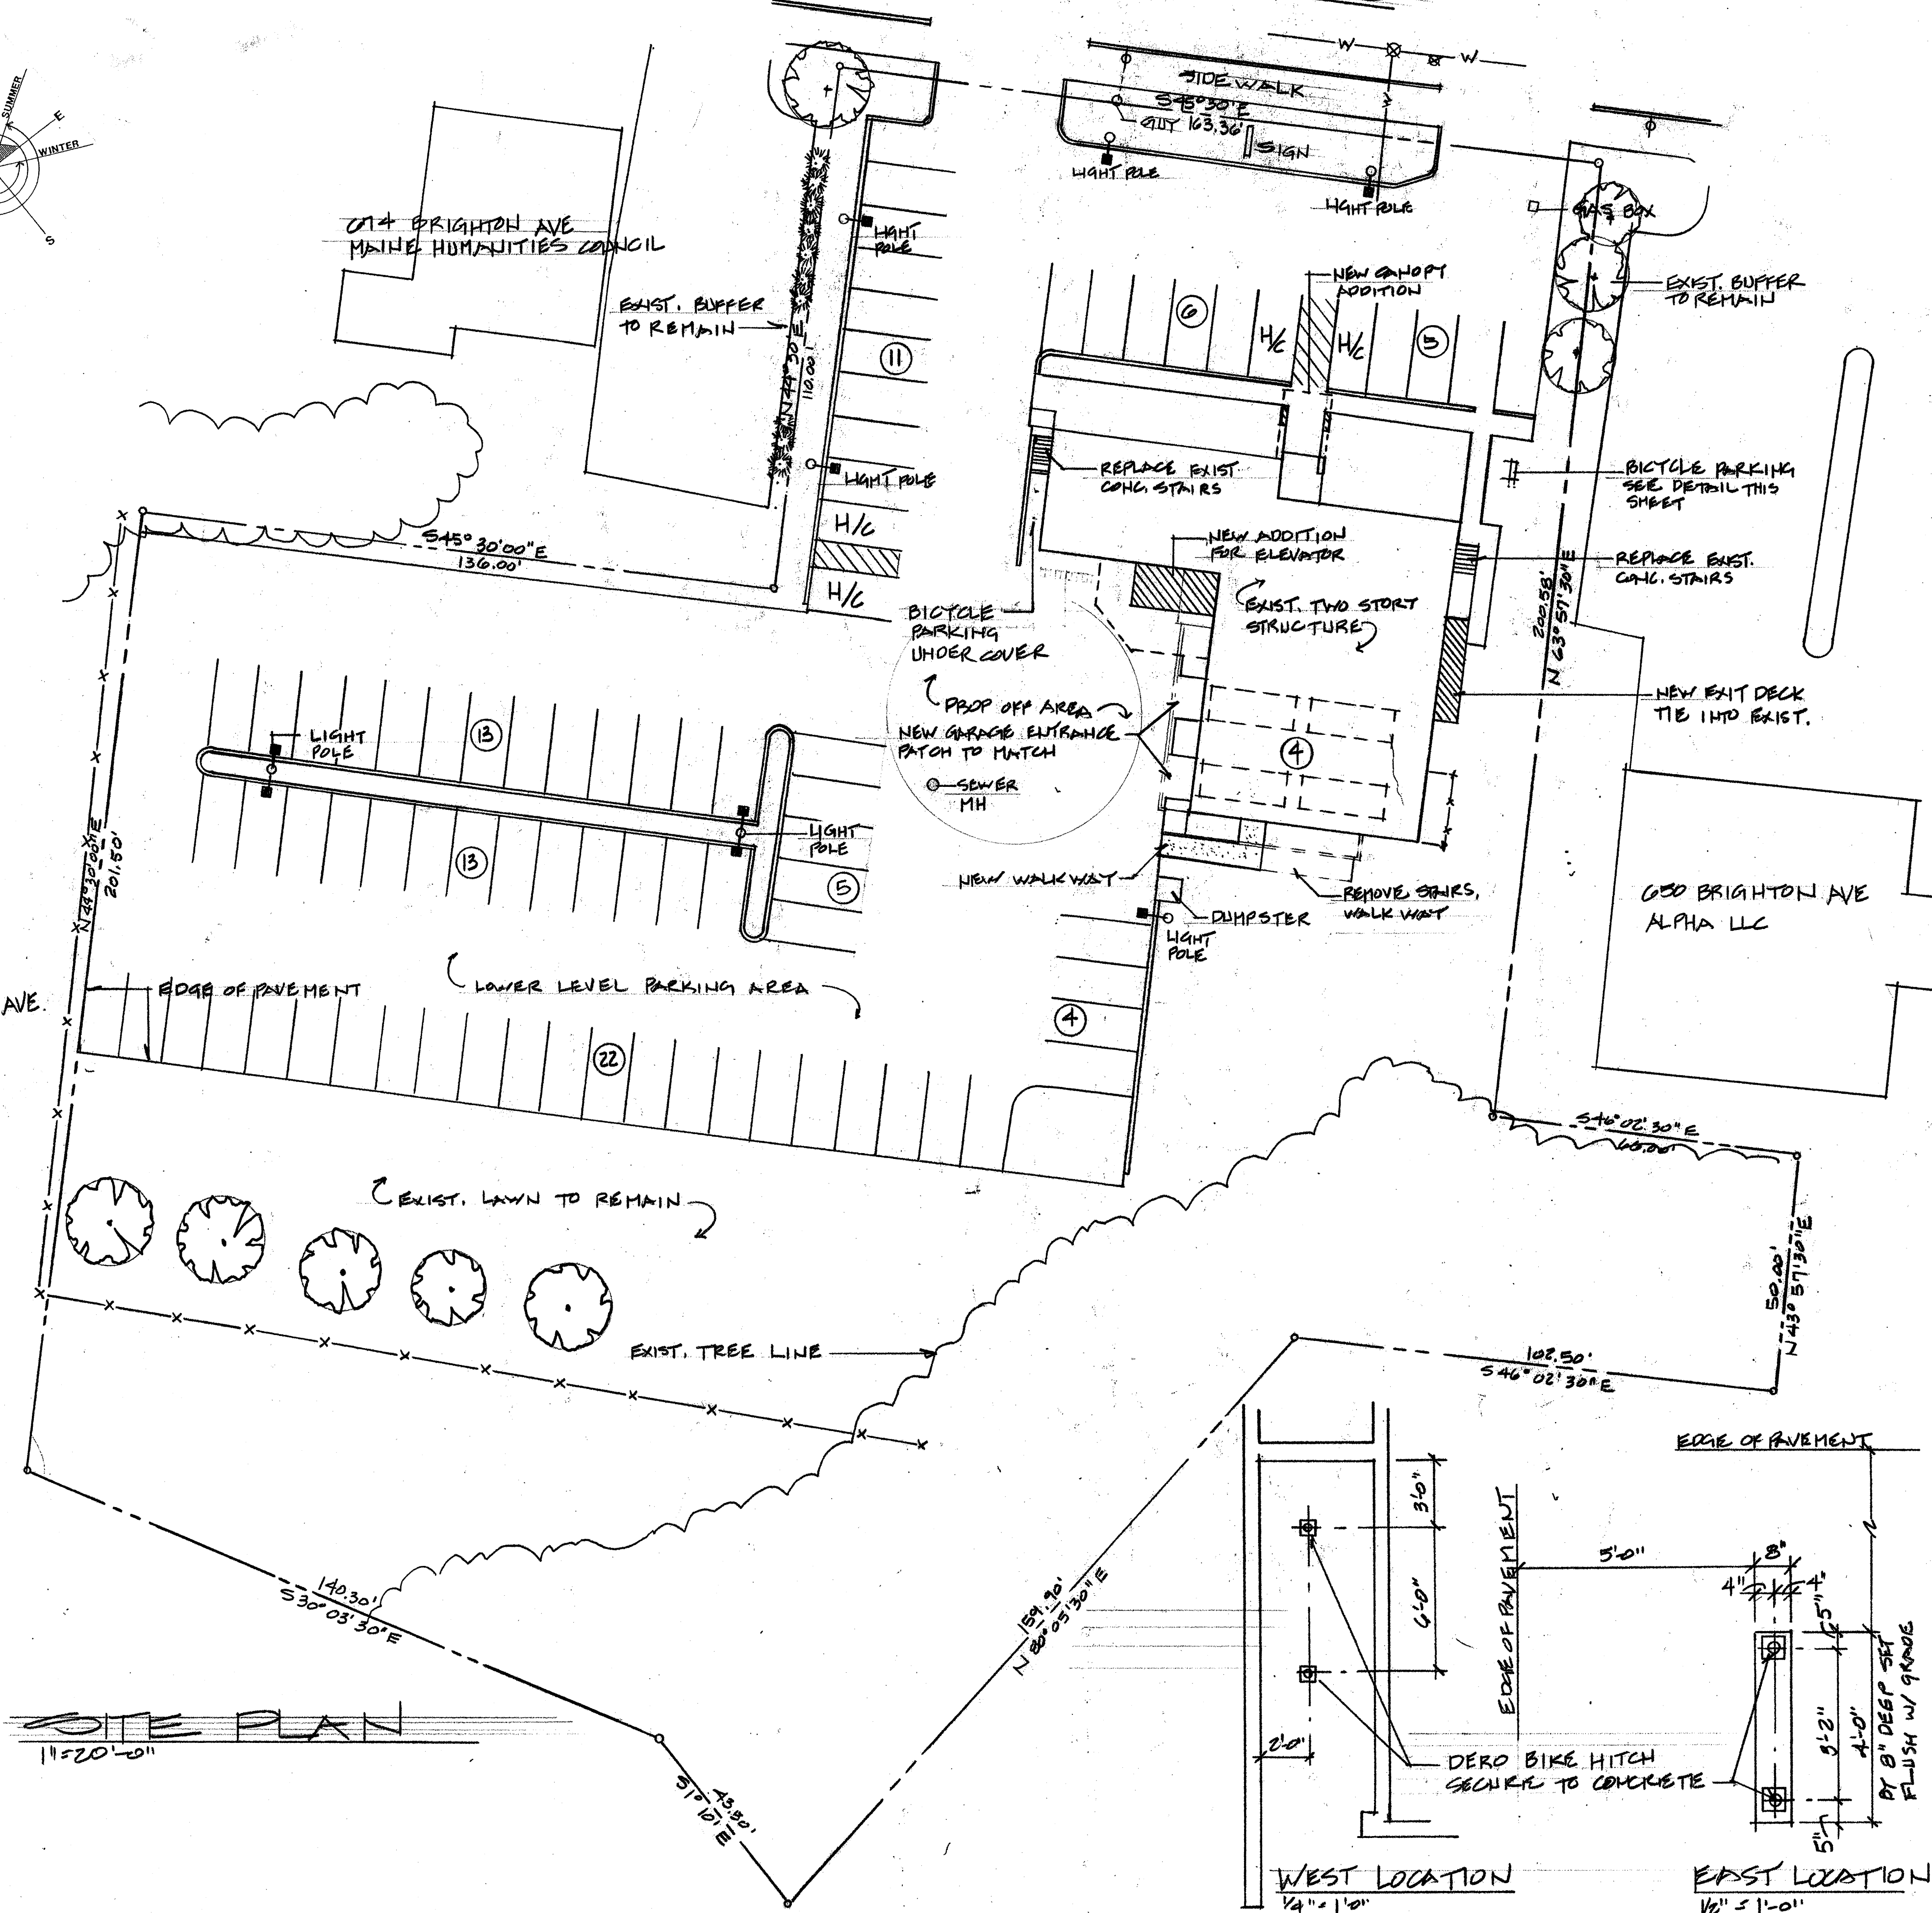 SUMMER
E
WINTER
S
W
W
SIDEWALK
S45°30'E
GUY 163.36'
SIGN
LIGHT POLE
LIGHT POLE
GAS BOX
674 BRIGHTON AVE
MAINE HUMANITIES COUNCIL
LIGHT
POLE
EXIST. BUFFER
TO REMAIN
N 44° 30' E
110.00'
11
NEW CANOPY
ADDITION
6
H/C
H/C
5
EXIST. BUFFER
TO REMAIN
LIGHT POLE
REPLACE EXIST
CONC. STAIRS
BICYCLE PARKING
SEE DETAIL THIS
SHEET
H/C
H/C
S45° 30'00"E
136.00'
NEW ADDITION
FOR ELEVATOR
REPLACE EXIST.
CONC. STAIRS
EXIST. TWO STORY
STRUCTURE
BICYCLE
PARKING
UNDER COVER
200.58'
N 63° 57' 30" E
DROP OFF AREA
NEW GARAGE ENTRANCE
PATCH TO MATCH
NEW EXIT DECK
TIE INTO EXIST.
LIGHT
POLE
13
4
SEWER
MH
LIGHT
POLE
13
5
N 44° 30' 00" E
201.50'
NEW WALKWAY
REMOVE STAIRS,
WALKWAY
DUMPSTER
LIGHT
POLE
650 BRIGHTON AVE
ALPHA LLC
AVE.
EDGE OF PAVEMENT
LOWER LEVEL PARKING AREA
4
22
S46° 02' 30" E
60.00'
EXIST. LAWN TO REMAIN
50.00'
N 43° 57' 30" E
EXIST. TREE LINE
102.50'
S 46° 02' 30" E
140.30'
S 30° 03' 30" E
159.90'
N 80° 05' 30" E
43.80'
S 1° 10' E
SITE PLAN
1"=20'-0"
3'-0"
6'-0"
2'-0"
EDGE OF PAVEMENT
EDGE OF PAVEMENT
5'-0"
8"
4"
4"
5"
3'-2"
4'-0"
5"
BY 8" DEEP SET
FLUSH W/ GRADE
DERO BIKE HITCH
SECURE TO CONCRETE
WEST LOCATION
1/4" = 1'-0"
EAST LOCATION
1/2" = 1'-0"